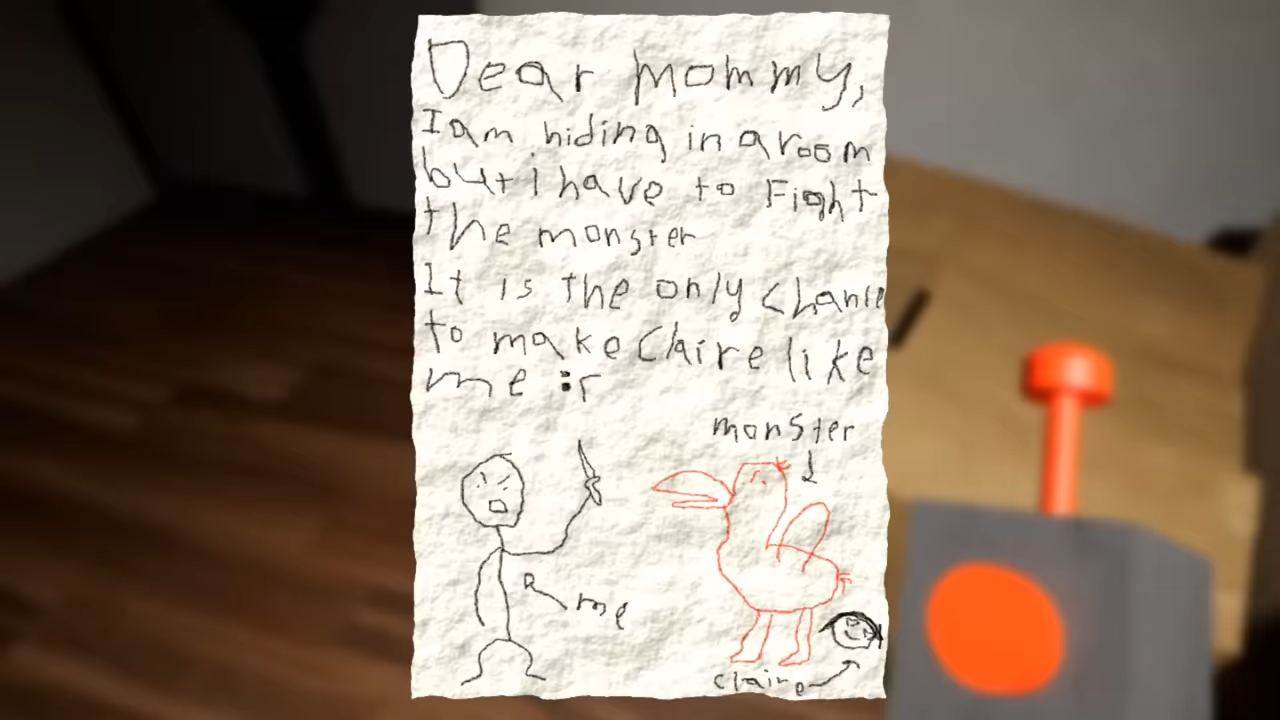 Dear mommy,
I am hiding in a room
but i have to Fight
the monster
It is the only chance
to make Claire like
me :r
monster
me
claire